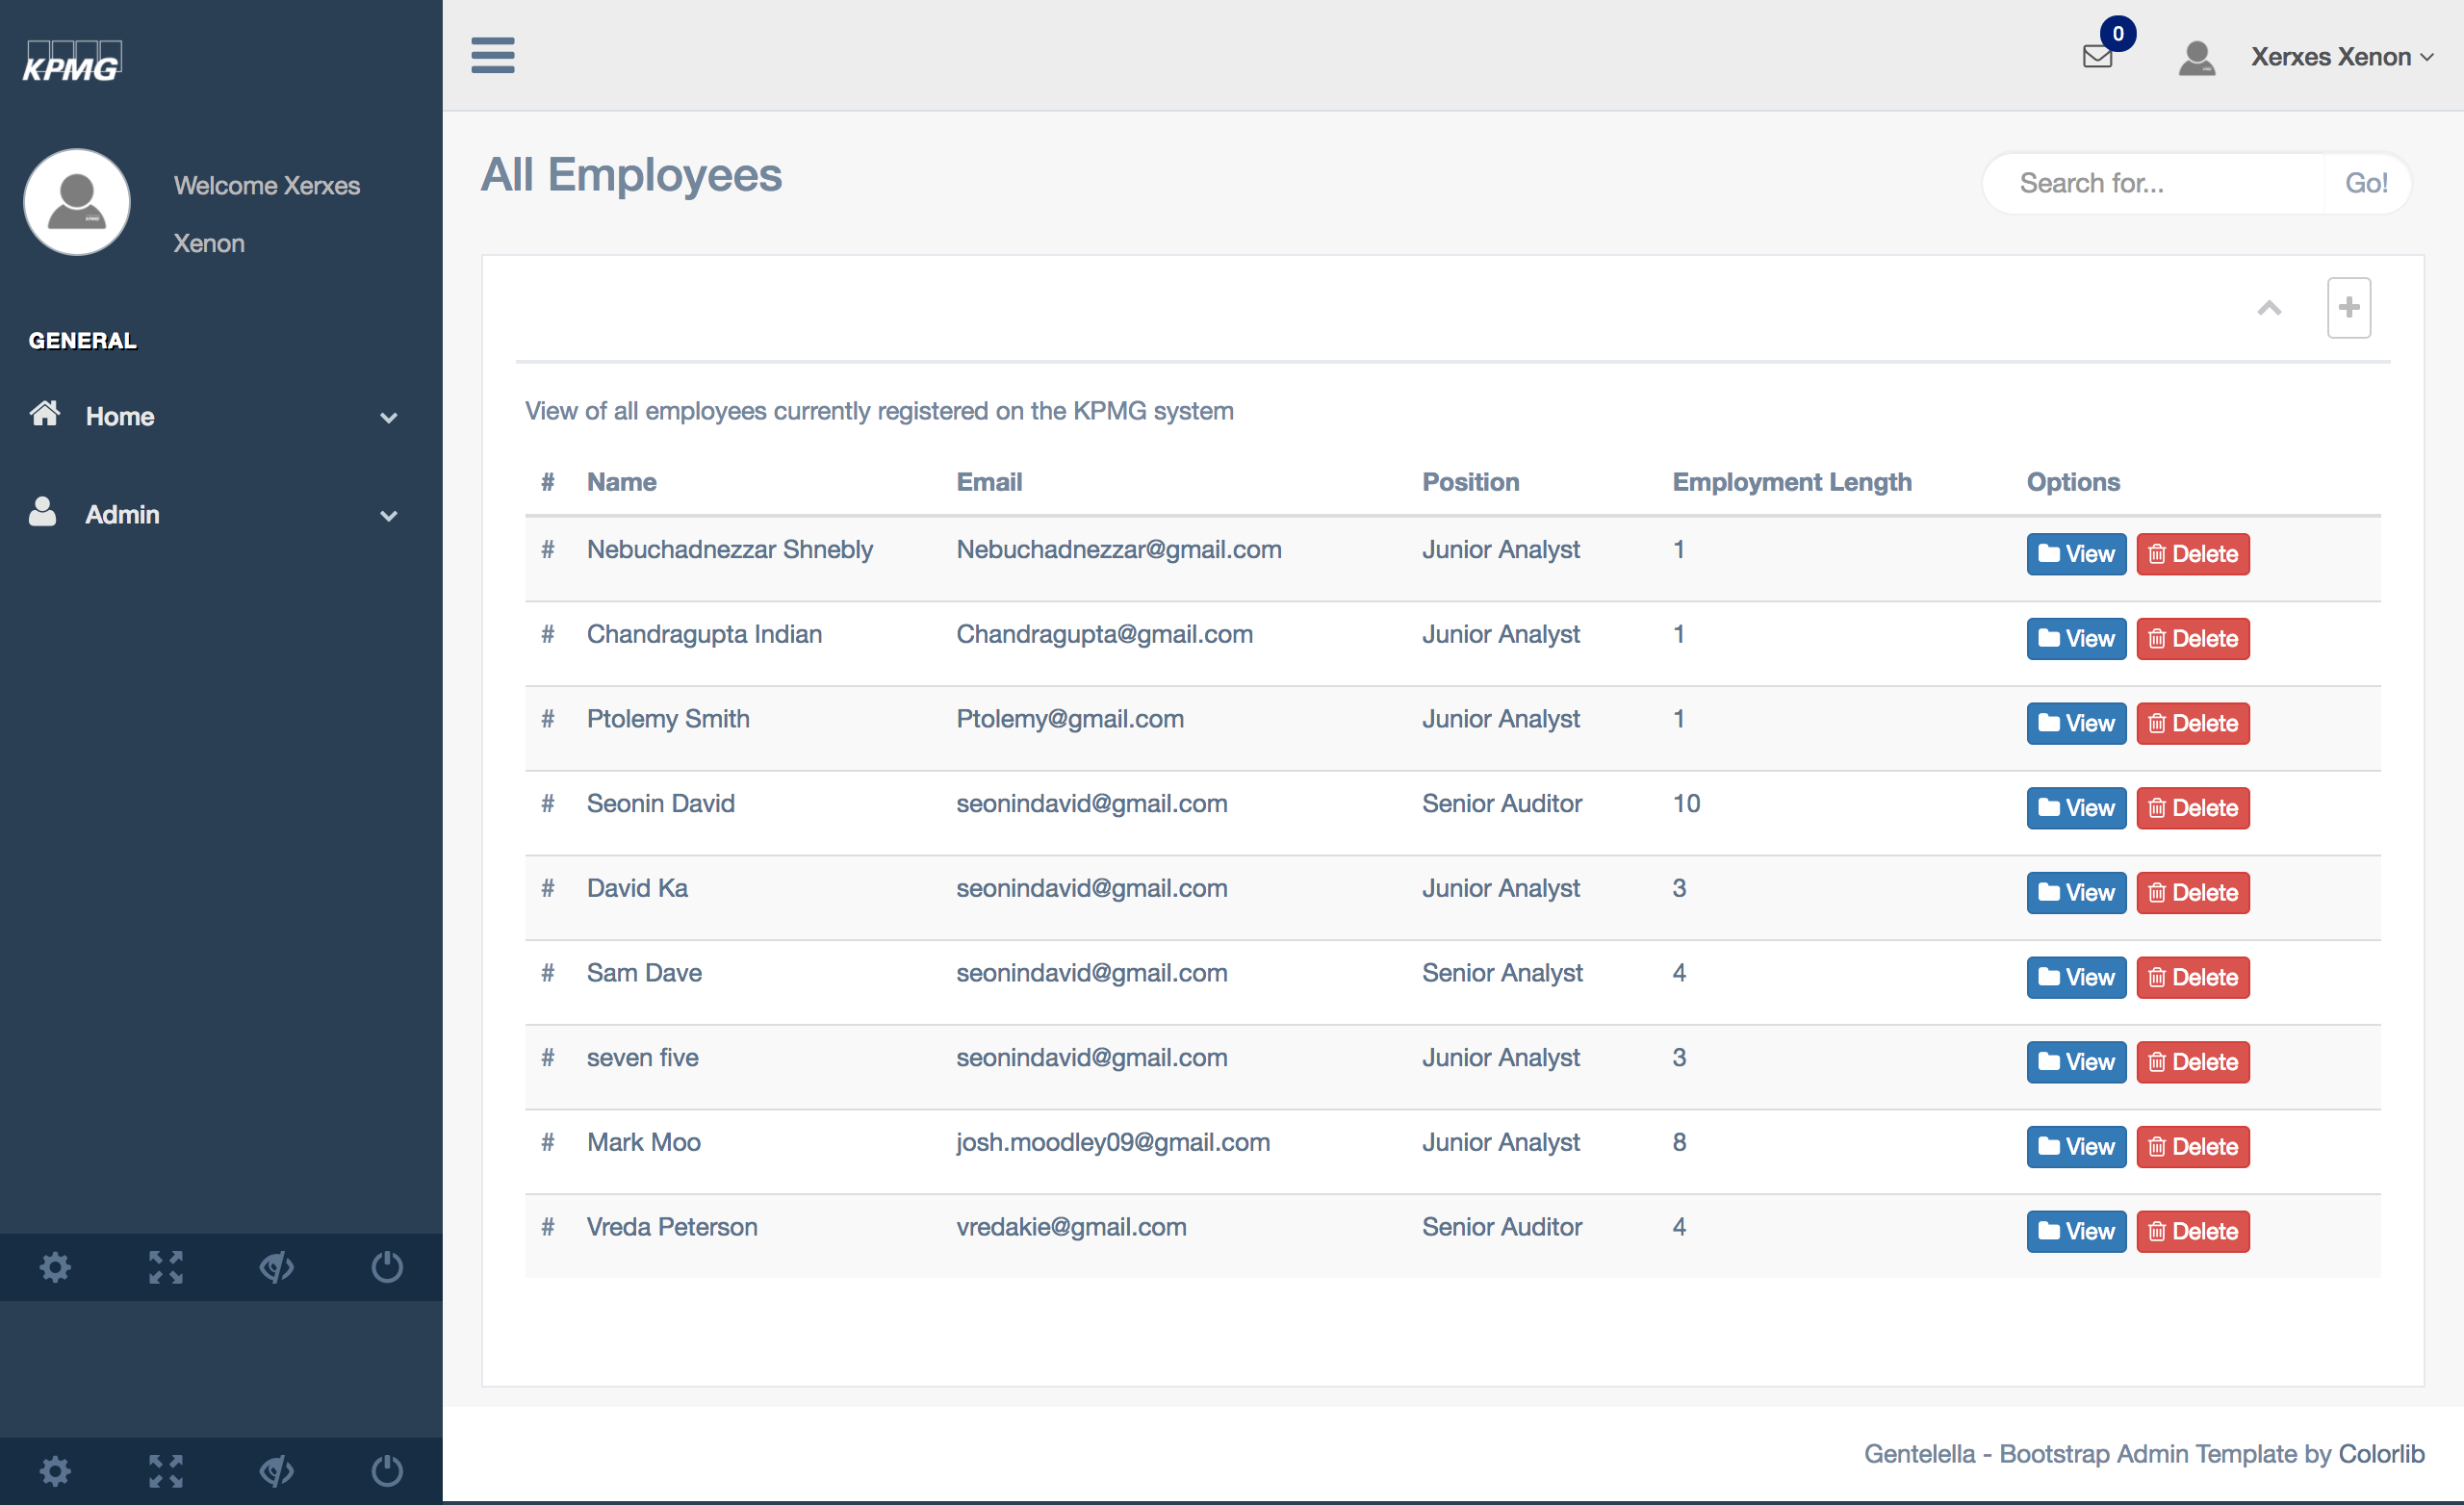 KPMG
0
Xerxes Xenon
Welcome Xerxes
Xenon
GENERAL
Home
Admin
All Employees
Search for...
Go!
View of all employees currently registered on the KPMG system
# Name Email Position Employment Length Options
# Nebuchadnezzar Shnebly Nebuchadnezzar@gmail.com Junior Analyst 1 View Delete
# Chandragupta Indian Chandragupta@gmail.com Junior Analyst 1 View Delete
# Ptolemy Smith Ptolemy@gmail.com Junior Analyst 1 View Delete
# Seonin David seonindavid@gmail.com Senior Auditor 10 View Delete
# David Ka seonindavid@gmail.com Junior Analyst 3 View Delete
# Sam Dave seonindavid@gmail.com Senior Analyst 4 View Delete
# seven five seonindavid@gmail.com Junior Analyst 3 View Delete
# Mark Moo josh.moodley09@gmail.com Junior Analyst 8 View Delete
# Vreda Peterson vredakie@gmail.com Senior Auditor 4 View Delete
Gentelella - Bootstrap Admin Template by Colorlib